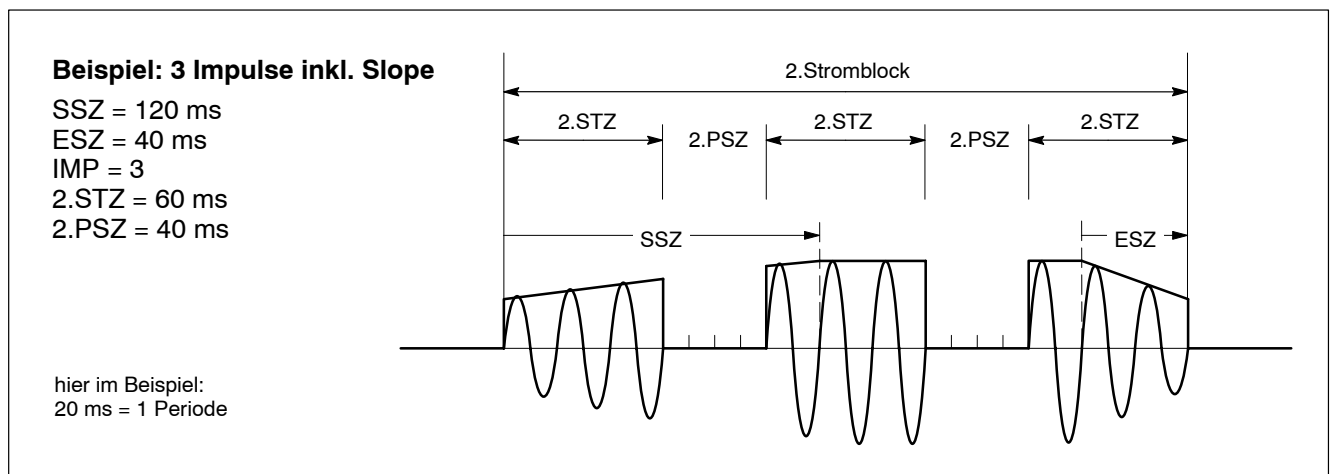 Beispiel: 3 Impulse inkl. Slope
SSZ = 120 ms
ESZ = 40 ms
IMP = 3
2.STZ = 60 ms
2.PSZ = 40 ms
2.Stromblock
2.STZ
2.PSZ
2.STZ
2.PSZ
2.STZ
SSZ
ESZ
hier im Beispiel:
20 ms = 1 Periode